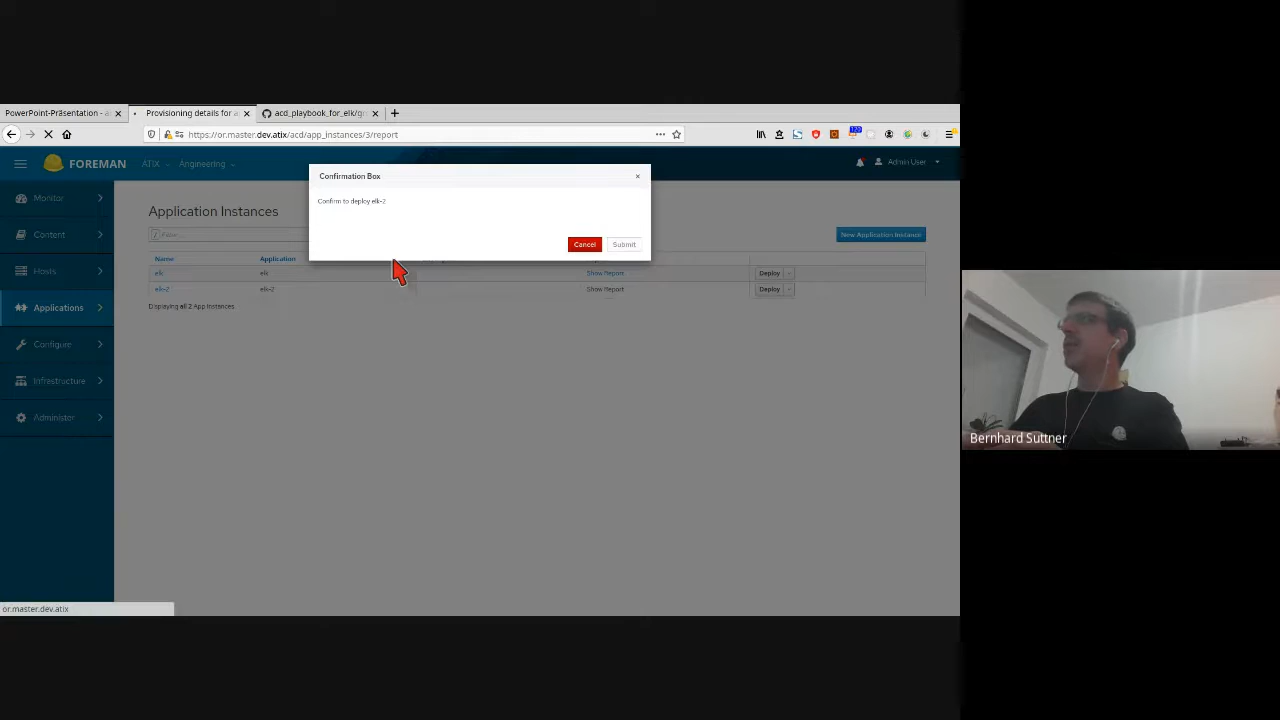 PowerPoint-Präsentation - a
Provisioning details for a
acd_playbook_for_elk/gr
https://or.master.dev.atix/acd/app_instances/3/report
120
FOREMAN
ATIX
Engineering
Admin User
Monitor
Content
Hosts
Applications
Configure
Infrastructure
Administer
Confirmation Box
Confirm to deploy elk-2
Cancel
Submit
Application Instances
Filter
New Application Instance
Name
Application
elk
elk
Show Report
Deploy
elk-2
elk-2
Show Report
Deploy
Displaying all 2 App Instances
or.master.dev.atix
Bernhard Suttner